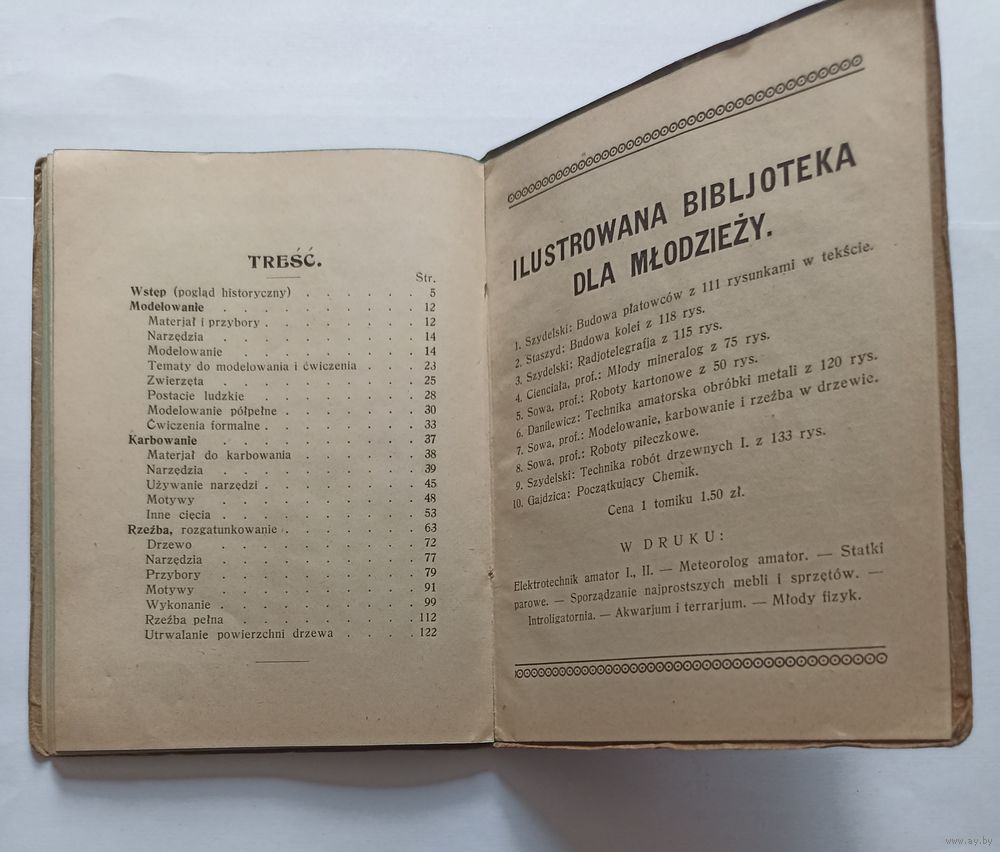 TREŚĆ.
Str.
Wstęp (pogląd historyczny) . . . . . . 5
Modelowanie . . . . . . . . 12
Materjał i przybory . . . . . . . 12
Narzędzia . . . . . . . . 14
Modelowanie . . . . . . . . 14
Tematy do modelowania i ćwiczenia . . . . 23
Zwierzęta . . . . . . . . 25
Postacie ludzkie . . . . . . . 28
Modelowanie półpełne . . . . . . 30
Ćwiczenia formalne . . . . . . . 33
Karbowanie . . . . . . . . 37
Materjał do karbowania . . . . . . 38
Narzędzia . . . . . . . . 39
Używanie narzędzi . . . . . . . 45
Motywy . . . . . . . . 48
Inne cięcia . . . . . . . . 53
Rzeźba, rozgatunkowanie . . . . . . 63
Drzewo . . . . . . . . 72
Narzędzia . . . . . . . . 77
Przybory . . . . . . . . 79
Motywy . . . . . . . . 91
Wykonanie . . . . . . . . 99
Rzeźba pełna . . . . . . . . 112
Utrwalanie powierzchni drzewa . . . . 122
ILUSTROWANA BIBLJOTEKA
DLA MŁODZIEŻY.
1. Szydelski: Budowa płatowców z 111 rysunkami w tekście.
2. Staszyd: Budowa kolei z 118 rys.
3. Szydelski: Radjotelegrafja z 115 rys.
4. Cienciała, prof.: Młody mineralog z 75 rys.
5. Sowa, prof.: Roboty kartonowe z 50 rys.
6. Danilewicz: Technika amatorska obróbki metali z 120 rys.
7. Sowa, prof.: Modelowanie, karbowanie i rzeźba w drzewie.
8. Sowa, prof.: Roboty piłeczkowe.
9. Szydelski: Technika robót drzewnych I. z 133 rys.
10. Gajdzica: Początkujący Chemik.
Cena 1 tomiku 1.50 zł.
W DRUKU:
Elektrotechnik amator I., II. — Meteorolog amator. — Statki
parowe. — Sporządzanie najprostszych mebli i sprzętów. —
Introligatornia. — Akwarjum i terrarjum. — Młody fizyk.
www.ay.by